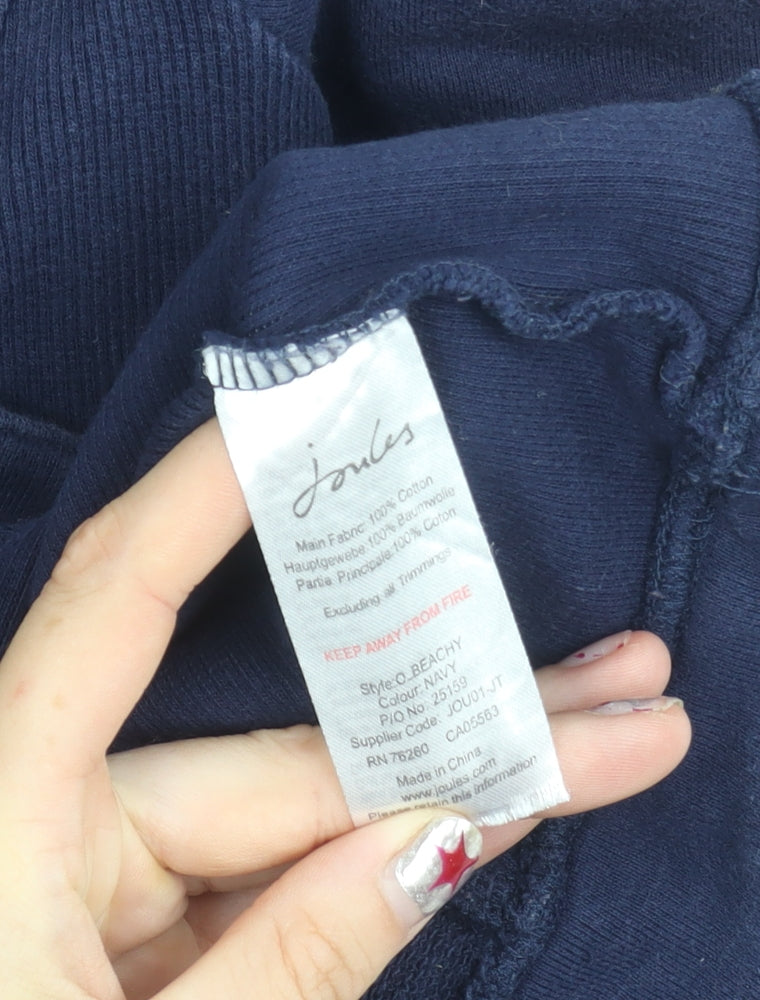 joules
Main Fabric 100% Cotton
Hauptgewebe 100% Baumwolle
Partie Principale 100% Coton
Excluding all Trimmings
KEEP AWAY FROM FIRE
Style:O_BEACHY
Colour: NAVY
P/O No: 25159
Supplier Code: JOU01-JT
RN 76260 CA05563
Made in China
www.joules.com
Please retain this information